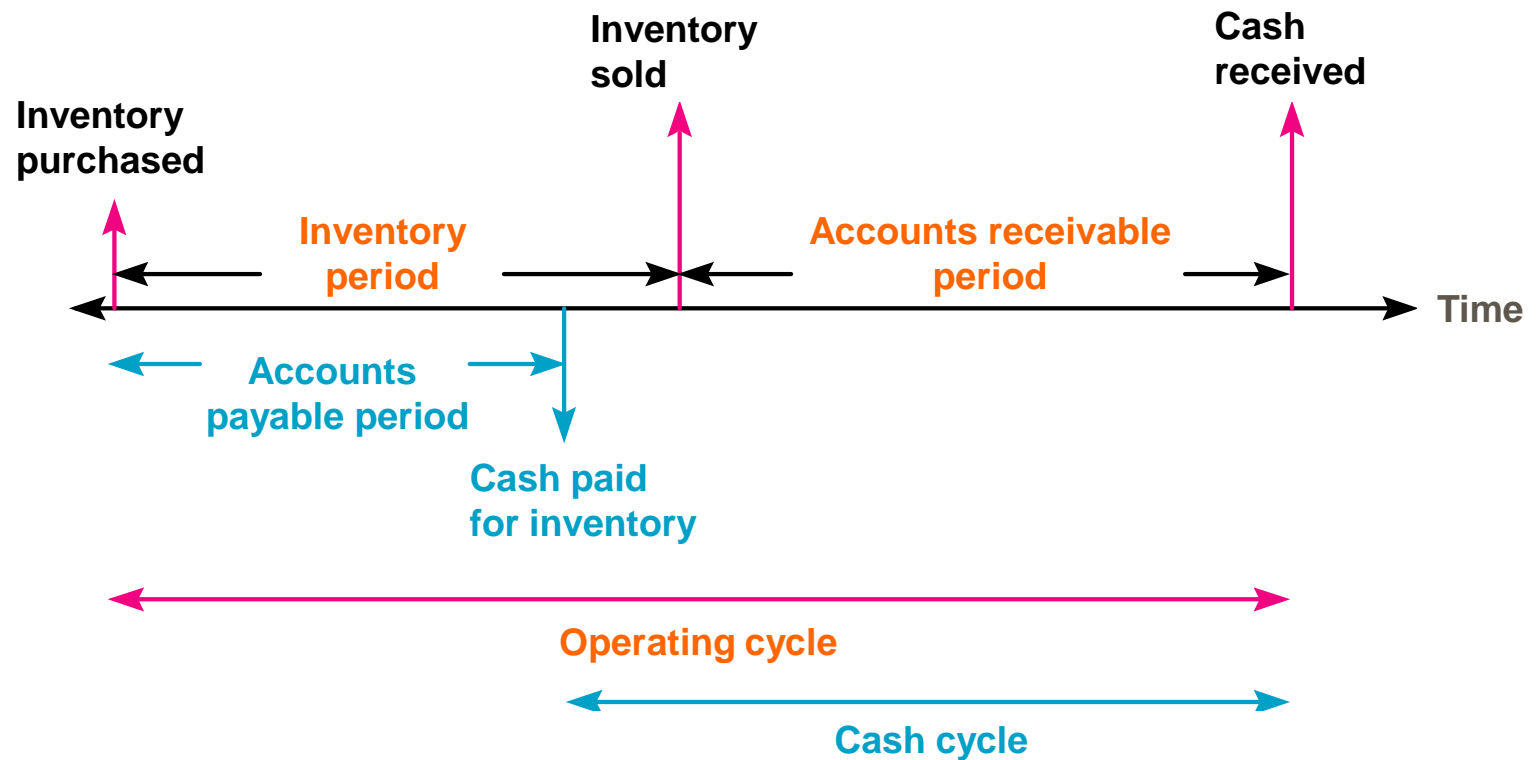 Inventory
sold
Cash
received
Inventory
purchased
Inventory
period
Accounts receivable
period
Time
Accounts
payable period
Cash paid
for inventory
Operating cycle
Cash cycle